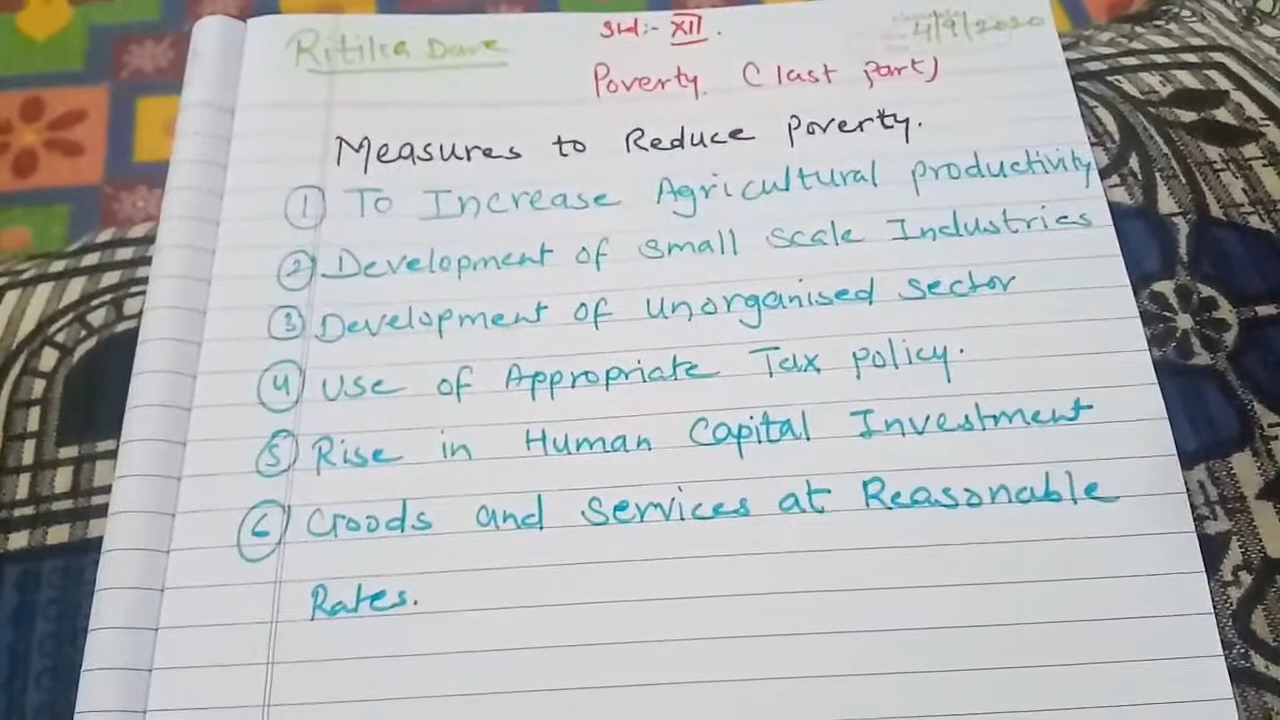 Ritika Dave
Std:- XII.
4/9/2020
Poverty. (last part)
Measures to Reduce Poverty.
① To Increase Agricultural productivity
② Development of small scale Industries
③ Development of unorganised sector
④ Use of Appropriate Tax policy.
⑤ Rise in Human Capital Investment
⑥ Goods and Services at Reasonable
Rates.